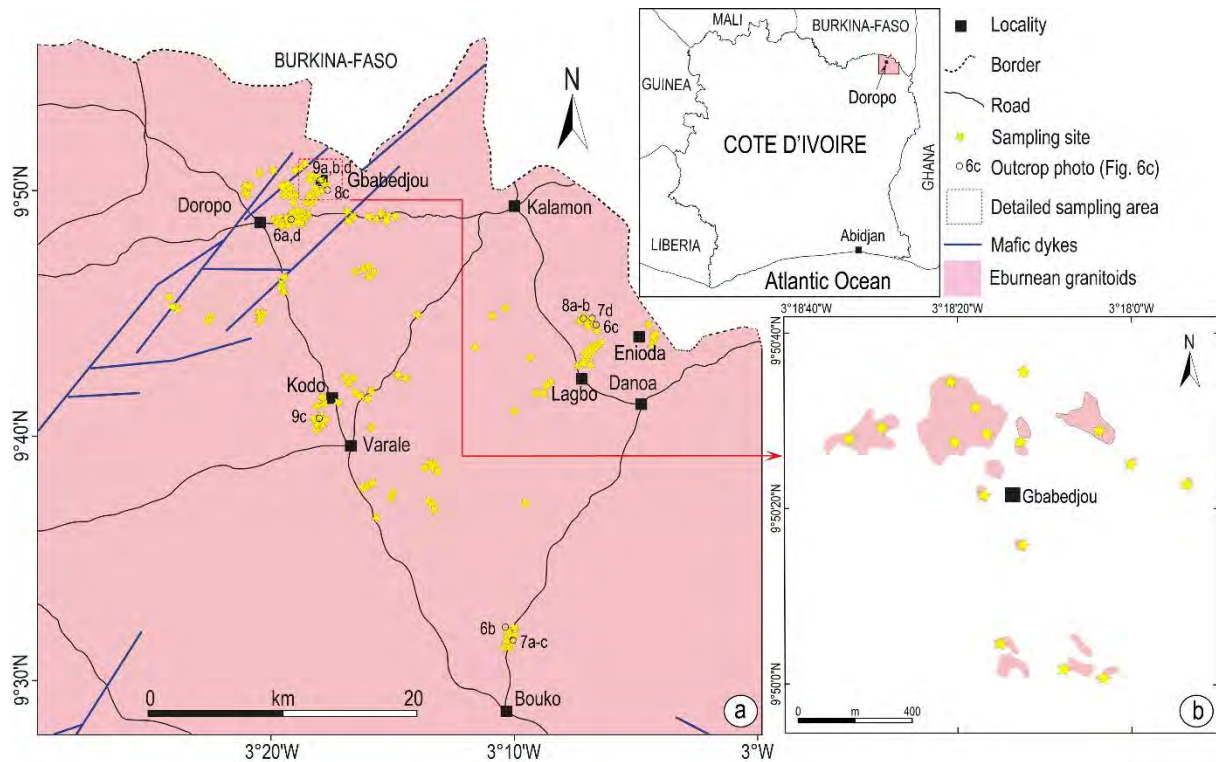 BURKINA-FASO
N
9°50'N
9°40'N
9°30'N
9a,b,d
Gbabedjou
8c
Doropo
6a,d
Kalamon
8a-b
7d
6c
Enioda
Lagbo
Danoa
Kodo
9c
Varale
6b
7a-c
Bouko
0
km
20
a
3°20'W
3°10'W
3°W
MALI
BURKINA-FASO
GUINEA
Doropo
COTE D'IVOIRE
GHANA
LIBERIA
Abidjan
Atlantic Ocean
Locality
Border
Road
Sampling site
6c
Outcrop photo (Fig. 6c)
Detailed sampling area
Mafic dykes
Eburnean granitoids
3°18'40"W
3°18'20"W
3°18'0"W
9°50'40"N
9°50'20"N
9°50'0"N
N
Gbabedjou
0
m
400
b